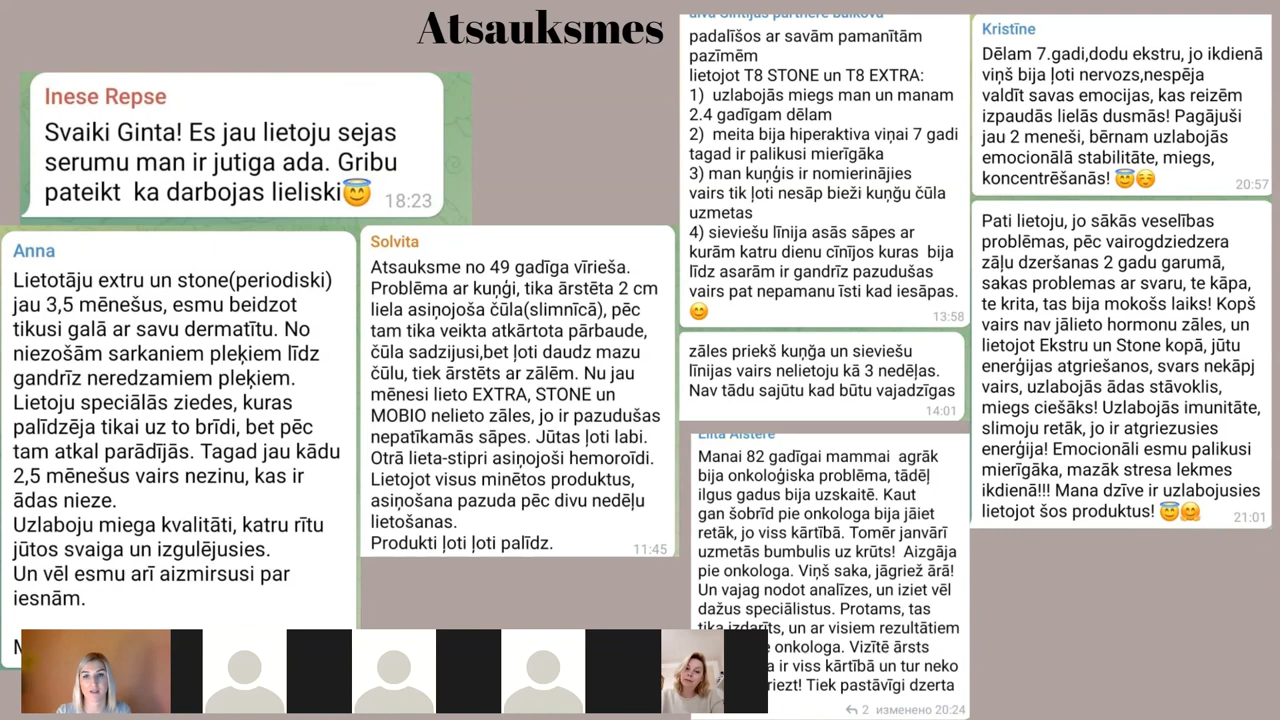 Atsauksmes
Inese Repse
Svaiki Ginta! Es jau lietoju sejas
serumu man ir jutiga ada. Gribu
pateikt ka darbojas lieliski😇
18:23
Anna
Lietotāju extru un stone(periodiski)
jau 3,5 mēnešus, esmu beidzot
tikusi galā ar savu dermatītu. No
niezošām sarkaniem pleķiem līdz
gandrīz neredzamiem pleķiem.
Lietoju speciālās ziedes, kuras
palīdzēja tikai uz to brīdi, bet pēc
tam atkal parādījās. Tagad jau kādu
2,5 mēnešus vairs nezinu, kas ir
ādas nieze.
Uzlaboju miega kvalitāti, katru rītu
jūtos svaiga un izgulējusies.
Un vēl esmu arī aizmirsusi par
iesnām.
Solvita
Atsauksme no 49 gadīga vīrieša.
Problēma ar kuņģi, tika ārstēta 2 cm
liela asiņojoša čūla(slimnīcā), pēc
tam tika veikta atkārtota pārbaude,
čūla sadzijusi,bet ļoti daudz mazu
čūlu, tiek ārstēts ar zālēm. Nu jau
mēnesi lieto EXTRA, STONE un
MOBIO nelieto zāles, jo ir pazudušas
nepatīkamās sāpes. Jūtas ļoti labi.
Otrā lieta-stipri asiņojoši hemoroīdi.
Lietojot visus minētos produktus,
asiņošana pazuda pēc divu nedēļu
lietošanas.
Produkti ļoti ļoti palīdz.
11:45
padalīšos ar savām pamanītām
pazīmēm
lietojot T8 STONE un T8 EXTRA:
1) uzlabojās miegs man un manam
2.4 gadīgam dēlam
2) meita bija hiperaktiva viņai 7 gadi
tagad ir palikusi mierīgāka
3) man kuņģis ir nomierinājies
vairs tik ļoti nesāp bieži kuņģu čūla
uzmetas
4) sieviešu līnija asās sāpes ar
kurām katru dienu cīnījos kuras bija
līdz asarām ir gandrīz pazudušas
vairs pat nepamanu īsti kad iesāpas.
😊
13:58
zāles priekš kuņģa un sieviešu
līnijas vairs nelietoju kā 3 nedēļas.
Nav tādu sajūtu kad būtu vajadzīgas
14:01
Manai 82 gadīgai mammai agrāk
bija onkoloģiska problēma, tādēļ
ilgus gadus bija uzskaitē. Kaut
gan šobrīd pie onkologa bija jāiet
retāk, jo viss kārtībā. Tomēr janvārī
uzmetās bumbulis uz krūts! Aizgāja
pie onkologa. Viņš saka, jāgriež ārā!
Un vajag nodot analīzes, un iziet vēl
dažus speciālistus. Protams, tas
tika izdarīts, un ar visiem rezultātiem
onkologa. Vizītē ārsts
ir viss kārtībā un tur neko
Tiek pastāvīgi dzerta
2 изменено 20:24
Kristīne
Dēlam 7.gadi,dodu ekstru, jo ikdienā
viņš bija ļoti nervozs,nespēja
valdīt savas emocijas, kas reizēm
izpaudās lielās dusmās! Pagājuši
jau 2 meneši, bērnam uzlabojās
emocionālā stabilitāte, miegs,
koncentrēšanās! 😇☺️
20:57
Pati lietoju, jo sākās veselības
problēmas, pēc vairogdziedzera
zāļu dzeršanas 2 gadu garumā,
sakas problemas ar svaru, te kāpa,
te krita, tas bija mokošs laiks! Kopš
vairs nav jālieto hormonu zāles, un
lietojot Ekstru un Stone kopā, jūtu
enerģijas atgriešanos, svars nekāpj
vairs, uzlabojās ādas stāvoklis,
miegs ciešāks! Uzlabojās imunitāte,
slimoju retāk, jo ir atgriezusies
enerģija! Emocionāli esmu palikusi
mierīgāka, mazāk stresa lekmes
ikdienā!!! Mana dzīve ir uzlabojusies
lietojot šos produktus! 😇🤗
21:01